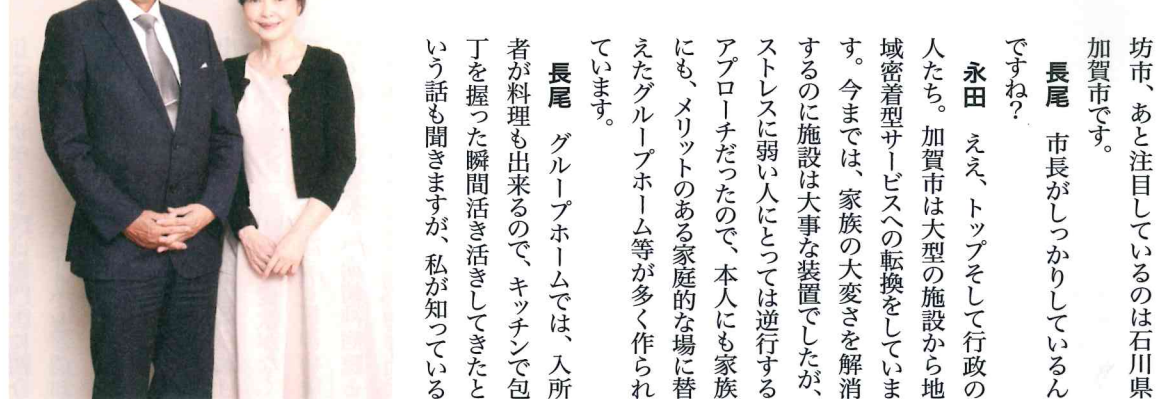 坊市、あと注目しているのは石川県
加賀市です。
長尾　市長がしっかりしているん
ですね？
永田　ええ、トップそして行政の
人たち。加賀市は大型の施設から地
域密着型サービスへの転換をしていま
す。今までは、家族の大変さを解消
するのに施設は大事な装置でしたが、
ストレスに弱い人にとっては逆行する
アプローチだったので、本人にも家族
にも、メリットのある家庭的な場に替
えたグループホーム等が多く作られ
ています。
長尾　グループホームでは、入所
者が料理も出来るので、キッチンで包
丁を握った瞬間活き活きしてきたと
いう話も聞きますが、私が知っている